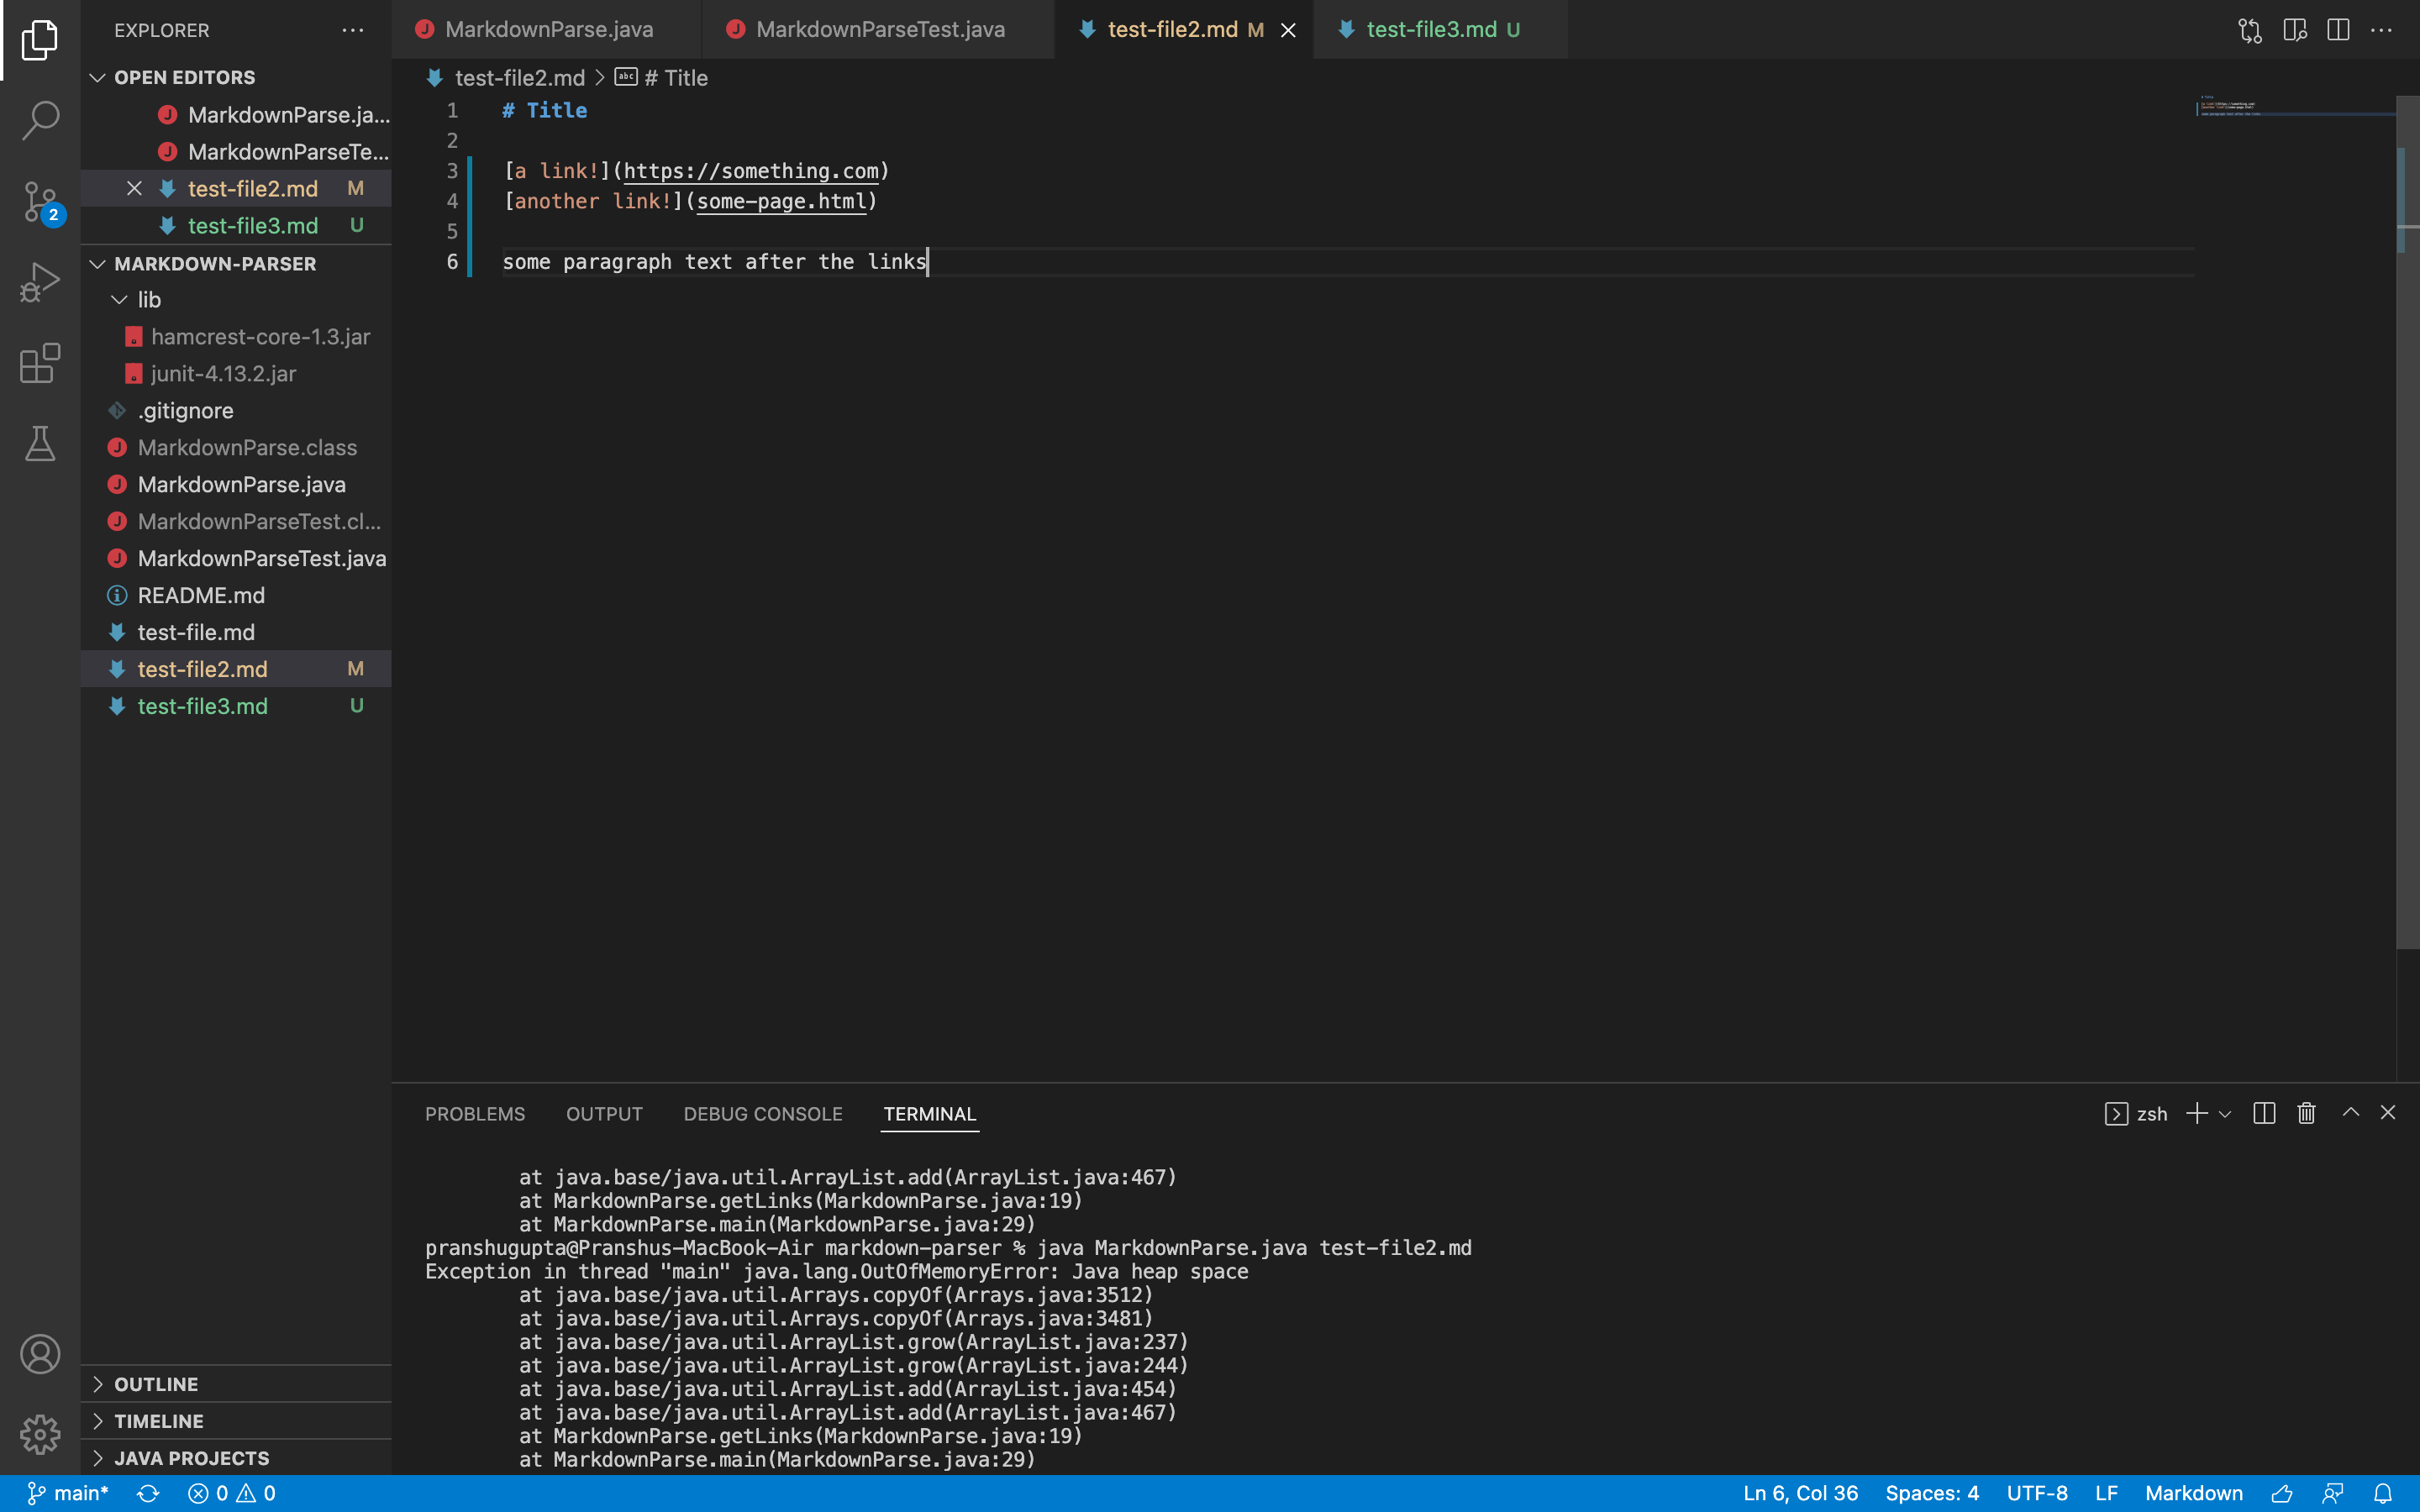 EXPLORER
OPEN EDITORS
MarkdownParse.ja...
MarkdownParseTe...
test-file2.md M
test-file3.md U
MARKDOWN-PARSER
lib
hamcrest-core-1.3.jar
junit-4.13.2.jar
.gitignore
MarkdownParse.class
MarkdownParse.java
MarkdownParseTest.cl...
MarkdownParseTest.java
README.md
test-file.md
test-file2.md M
test-file3.md U
OUTLINE
TIMELINE
JAVA PROJECTS
2
MarkdownParse.java MarkdownParseTest.java test-file2.md M test-file3.md U
test-file2.md > # Title
1 # Title
2
3 [a link!](https://something.com)
4 [another link!](some-page.html)
5
6 some paragraph text after the links
PROBLEMS OUTPUT DEBUG CONSOLE TERMINAL zsh
at java.base/java.util.ArrayList.add(ArrayList.java:467)
at MarkdownParse.getLinks(MarkdownParse.java:19)
at MarkdownParse.main(MarkdownParse.java:29)
pranshugupta@Pranshus-MacBook-Air markdown-parser % java MarkdownParse.java test-file2.md
Exception in thread "main" java.lang.OutOfMemoryError: Java heap space
at java.base/java.util.Arrays.copyOf(Arrays.java:3512)
at java.base/java.util.Arrays.copyOf(Arrays.java:3481)
at java.base/java.util.ArrayList.grow(ArrayList.java:237)
at java.base/java.util.ArrayList.grow(ArrayList.java:244)
at java.base/java.util.ArrayList.add(ArrayList.java:454)
at java.base/java.util.ArrayList.add(ArrayList.java:467)
at MarkdownParse.getLinks(MarkdownParse.java:19)
at MarkdownParse.main(MarkdownParse.java:29)
main* 0 0 Ln 6, Col 36 Spaces: 4 UTF-8 LF Markdown